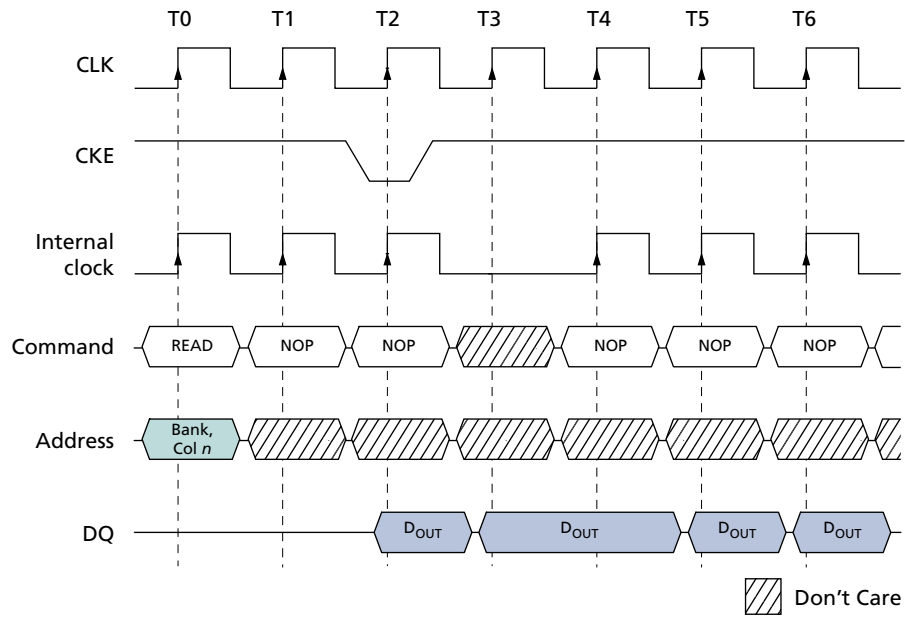 T0 T1 T2 T3 T4 T5 T6
CLK
CKE
Internal
clock
Command READ NOP NOP NOP NOP NOP
Address Bank,
Col n
DQ DOUT DOUT DOUT DOUT
Don't Care